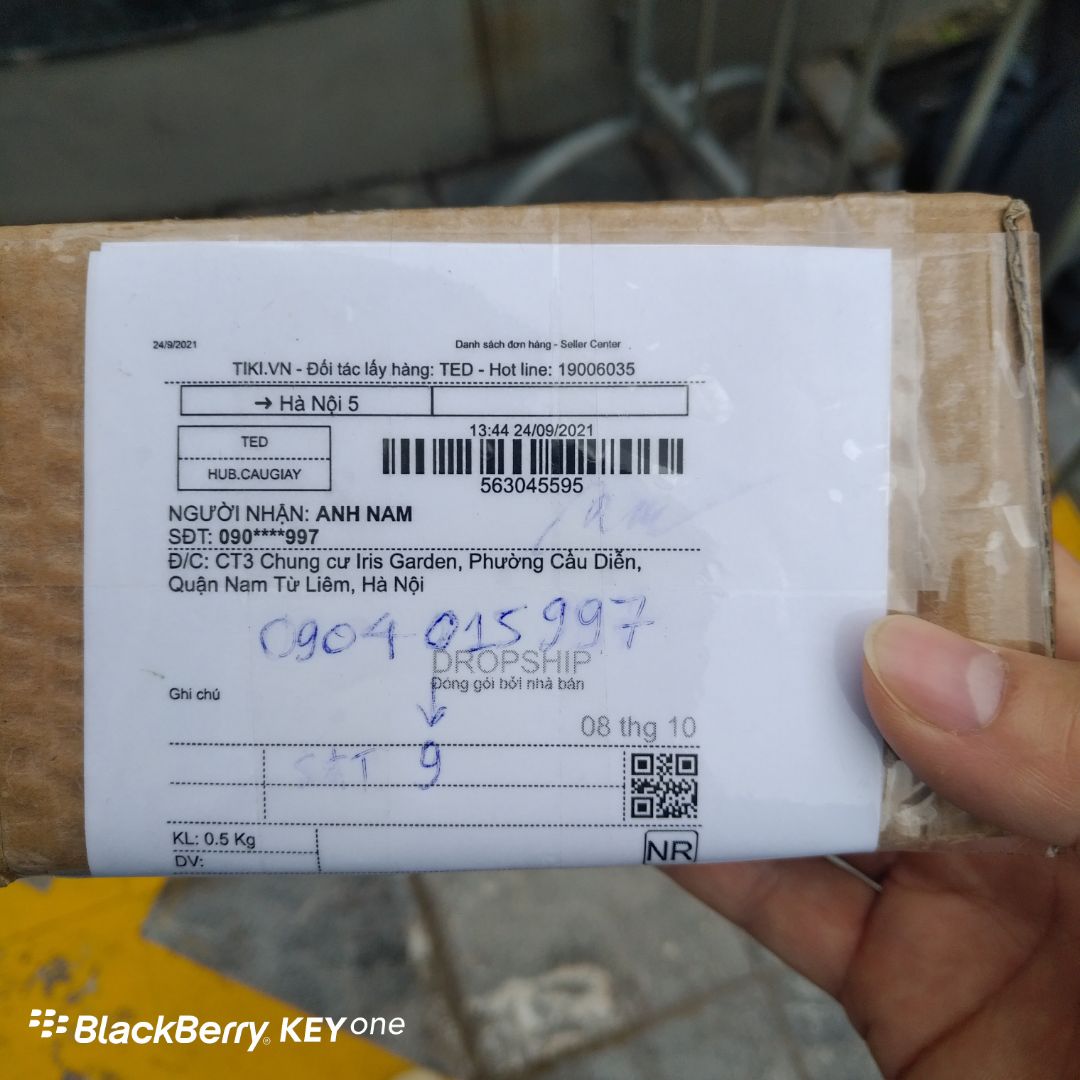 24/9/2021 Danh sách đơn hàng - Seller Center
TIKI.VN - Đối tác lấy hàng: TED - Hot line: 19006035
→ Hà Nội 5
TED
HUB.CAUGIAY
13:44 24/09/2021
563045595
NGƯỜI NHẬN: ANH NAM
SĐT: 090****997
Đ/C: CT3 Chung cư Iris Garden, Phường Cầu Diễn,
Quận Nam Từ Liêm, Hà Nội
0904 015 997
DROPSHIP
Đóng gói bởi nhà bán
Ghi chú
08 thg 10
9
KL: 0.5 Kg
DV:
NR
BlackBerry KEYone